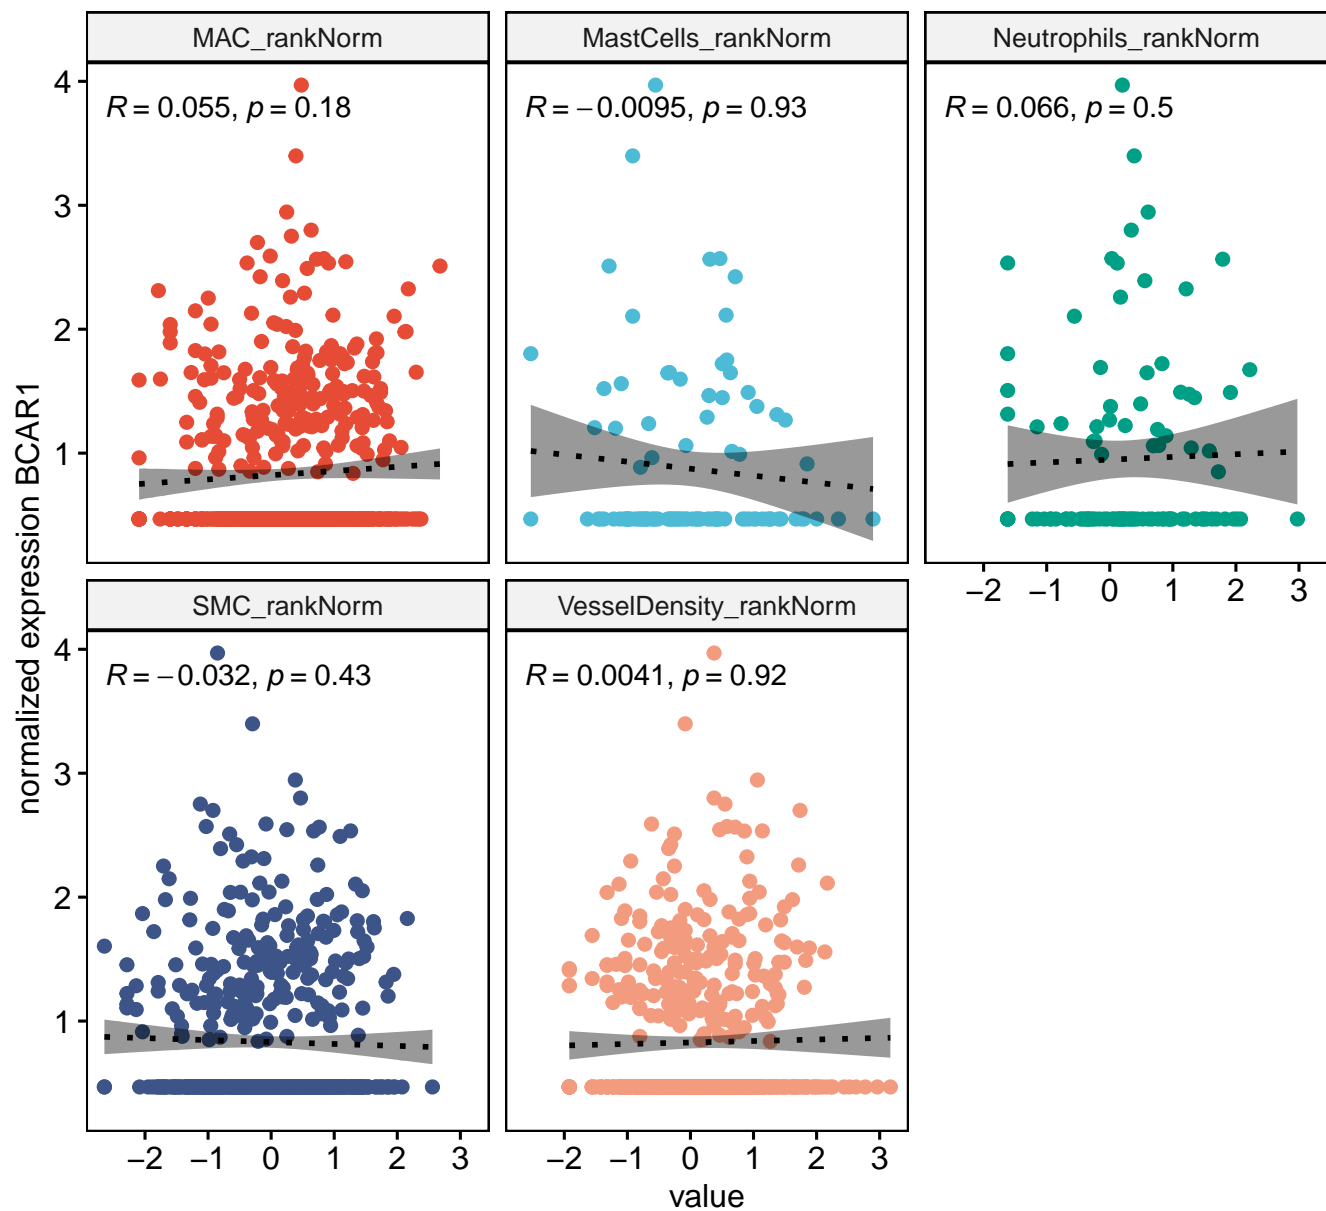 MAC_rankNorm
MastCells_rankNorm
Neutrophils_rankNorm
R = 0.055, p = 0.18
R = −0.0095, p = 0.93
R = 0.066, p = 0.5
4
3
2
1
−2 −1 0 1 2 3
SMC_rankNorm
VesselDensity_rankNorm
R = −0.032, p = 0.43
R = 0.0041, p = 0.92
4
3
2
1
−2 −1 0 1 2 3
−2 −1 0 1 2 3
value
normalized expression BCAR1